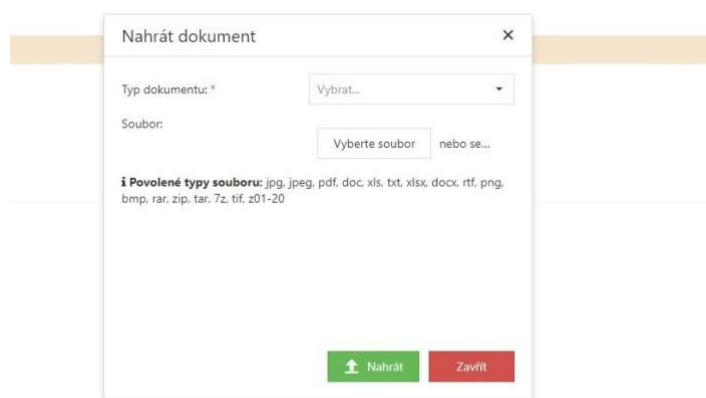 Nahrát dokument ×
Typ dokumentu: * Vybrat...
Soubor:
Vyberte soubor nebo se...
i Povolené typy souboru: jpg, jpeg, pdf, doc, xls, txt, xlsx, docx, rtf, png,
bmp, rar, zip, tar, 7z, tif, z01-20
Nahrát Zavřít